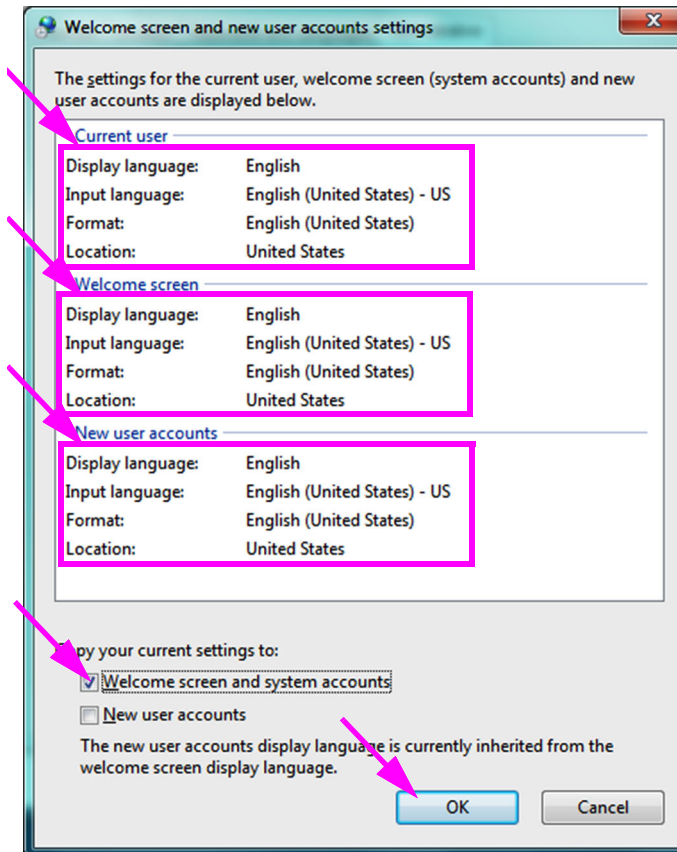 Welcome screen and new user accounts settings
The settings for the current user, welcome screen (system accounts) and new
user accounts are displayed below.
Current user
Display language: English
Input language: English (United States) - US
Format: English (United States)
Location: United States
Welcome screen
Display language: English
Input language: English (United States) - US
Format: English (United States)
Location: United States
New user accounts
Display language: English
Input language: English (United States) - US
Format: English (United States)
Location: United States
Copy your current settings to:
Welcome screen and system accounts
New user accounts
The new user accounts display language is currently inherited from the
welcome screen display language.
OK Cancel